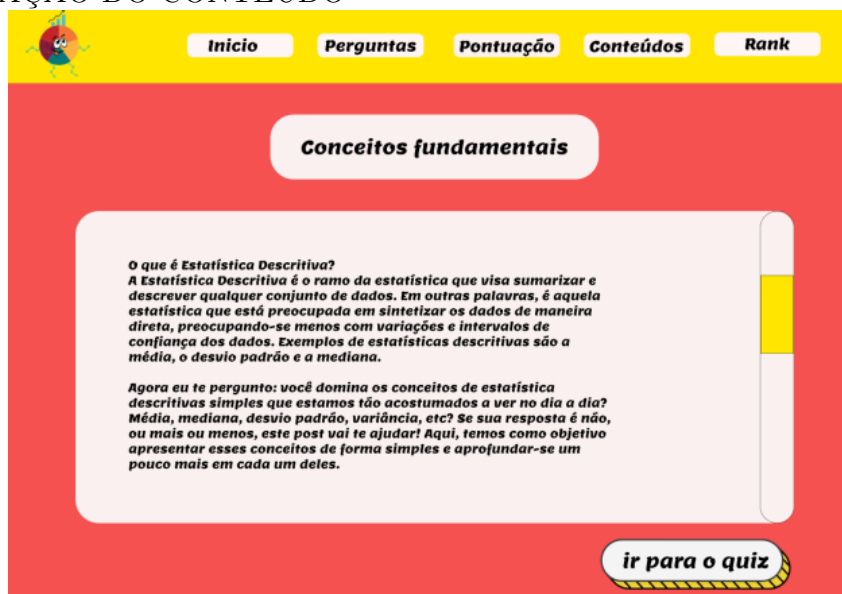 AÇÃO DO CONTEÚDO
Inicio Perguntas Pontuação Conteúdos Rank
Conceitos fundamentais
O que é Estatística Descritiva?
A Estatística Descritiva é o ramo da estatística que visa sumarizar e
descrever qualquer conjunto de dados. Em outras palavras, é aquela
estatística que está preocupada em sintetizar os dados de maneira
direta, preocupando-se menos com variações e intervalos de
confiança dos dados. Exemplos de estatísticas descritivas são a
média, o desvio padrão e a mediana.
Agora eu te pergunto: você domina os conceitos de estatística
descritivas simples que estamos tão acostumados a ver no dia a dia?
Média, mediana, desvio padrão, variância, etc? Se sua resposta é não,
ou mais ou menos, este post vai te ajudar! Aqui, temos como objetivo
apresentar esses conceitos de forma simples e aprofundar-se um
pouco mais em cada um deles.
ir para o quiz